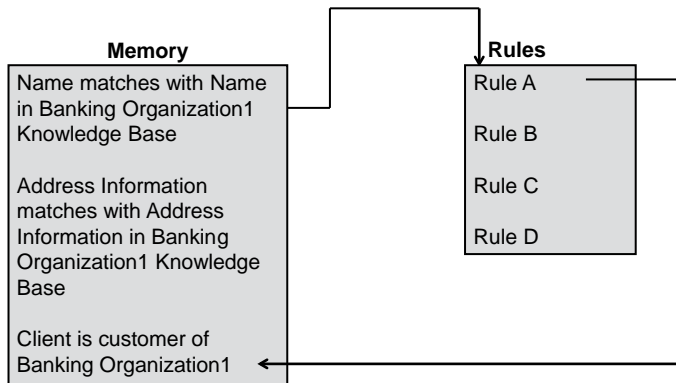 Memory
Name matches with Name
in Banking Organization1
Knowledge Base
Address Information
matches with Address
Information in Banking
Organization1 Knowledge
Base
Client is customer of
Banking Organization1
Rules
Rule A
Rule B
Rule C
Rule D